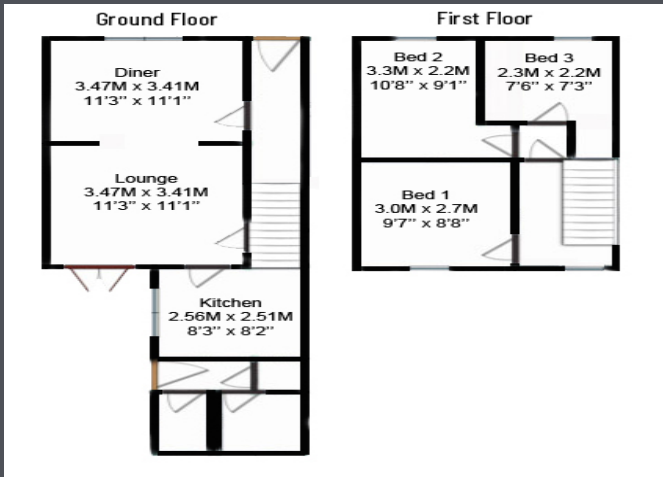 Ground Floor
Diner
3.47M x 3.41M
11'3" x 11'1"
Lounge
3.47M x 3.41M
11'3" x 11'1"
Kitchen
2.56M x 2.51M
8'3" x 8'2"
First Floor
Bed 2
3.3M x 2.2M
10'8" x 9'1"
Bed 3
2.3M x 2.2M
7'6" x 7'3"
Bed 1
3.0M x 2.7M
9'7" x 8'8"